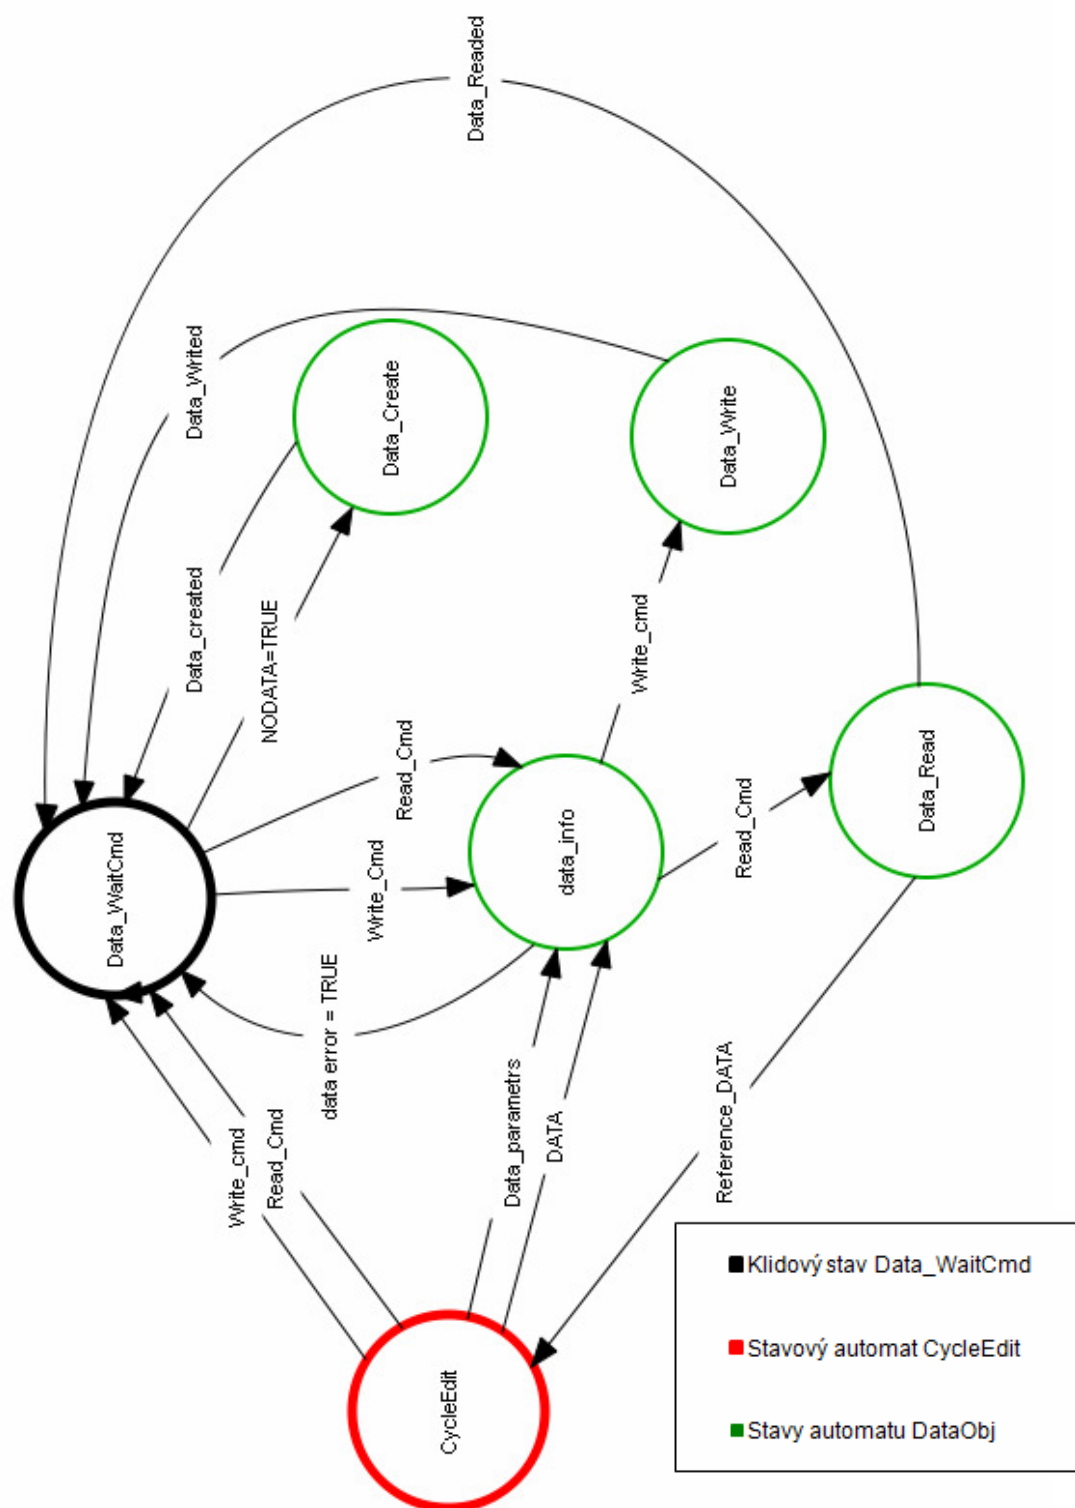 Data_Readed
Data_Writed
Data_Create
Data_Write
Data_created
NODATA=TRUE
Write_cmd
Read_Cmd
Data_WaitCmd
Write_Cmd
data_info
Read_Cmd
Data_Read
data error = TRUE
Write_cmd
Read_Cmd
Data_parametrs
DATA
Reference_DATA
CycleEdit
Klidový stav Data_WaitCmd
Stavový automat CycleEdit
Stavy automatu DataObj